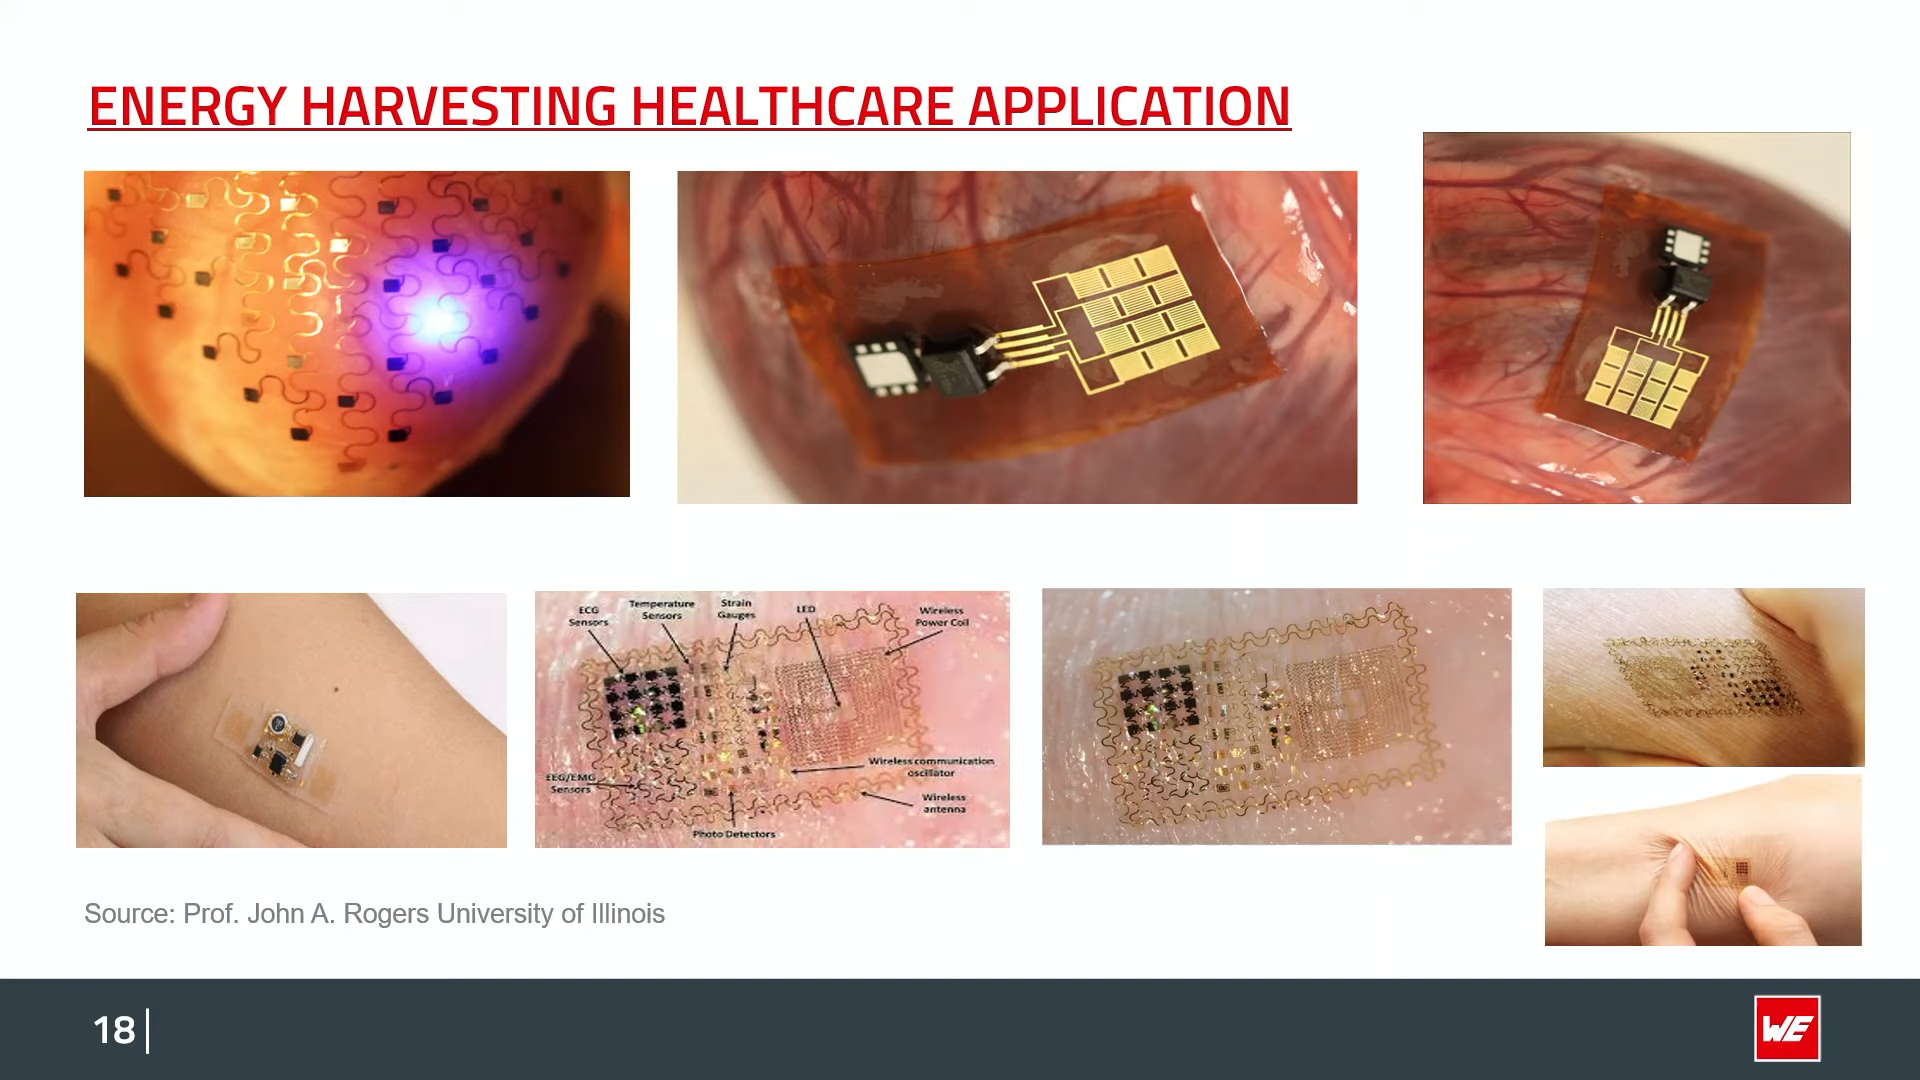 ENERGY HARVESTING HEALTHCARE APPLICATION
ECG
Sensors
Temperature
Sensors
Strain
Gauges
LED
Wireless
Power Coil
EEG/EMG
Sensors
Wireless communication
oscillator
Wireless
antenna
Photo Detectors
Source: Prof. John A. Rogers University of Illinois
18
WE